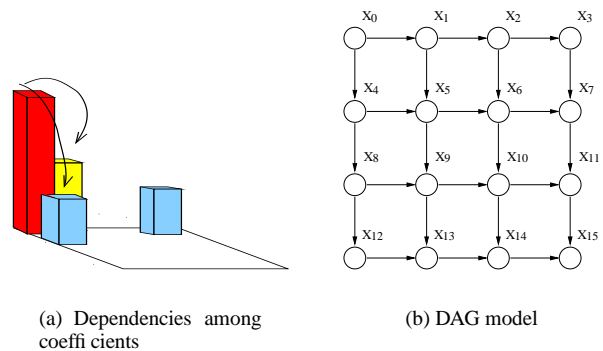 X0 X1 X2 X3
X4 X5 X6 X7
X8 X9 X10 X11
X12 X13 X14 X15
(a) Dependencies among
coeffi cients
(b) DAG model